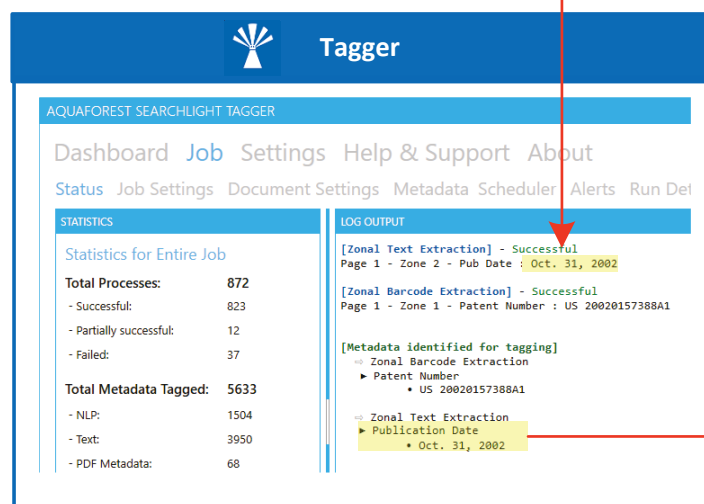 Tagger
AQUAFOREST SEARCHLIGHT TAGGER
Dashboard Job Settings Help & Support About
Status Job Settings Document Settings Metadata Scheduler Alerts Run Det
STATISTICS
Statistics for Entire Job
Total Processes: 872
- Successful: 823
- Partially successful: 12
- Failed: 37
Total Metadata Tagged: 5633
- NLP: 1504
- Text: 3950
- PDF Metadata: 68
LOG OUTPUT
[Zonal Text Extraction] - Successful
Page 1 - Zone 2 - Pub Date : Oct. 31, 2002
[Zonal Barcode Extraction] - Successful
Page 1 - Zone 1 - Patent Number : US 20020157388A1
[Metadata identified for tagging]
⇨ Zonal Barcode Extraction
► Patent Number
• US 20020157388A1
⇨ Zonal Text Extraction
► Publication Date
• Oct. 31, 2002